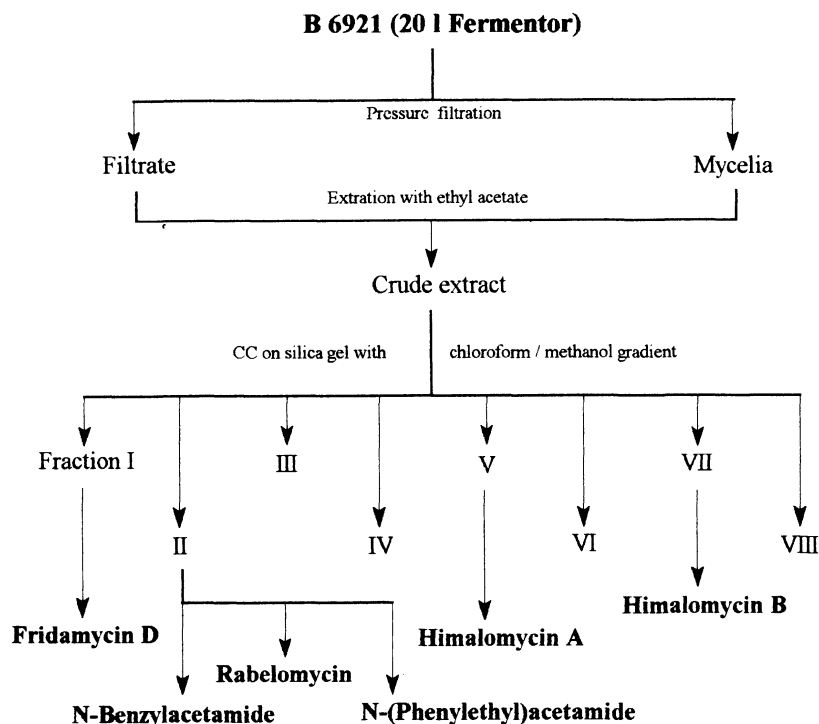 B 6921 (20 l Fermentor)
Pressure filtration
Filtrate
Mycelia
Extration with ethyl acetate
Crude extract
CC on silica gel with
chloroform / methanol gradient
Fraction I
III
V
VII
II
IV
VI
VIII
Himalomycin B
Fridamycin D
Himalomycin A
Rabelomycin
N-Benzylacetamide
N-(Phenylethyl)acetamide